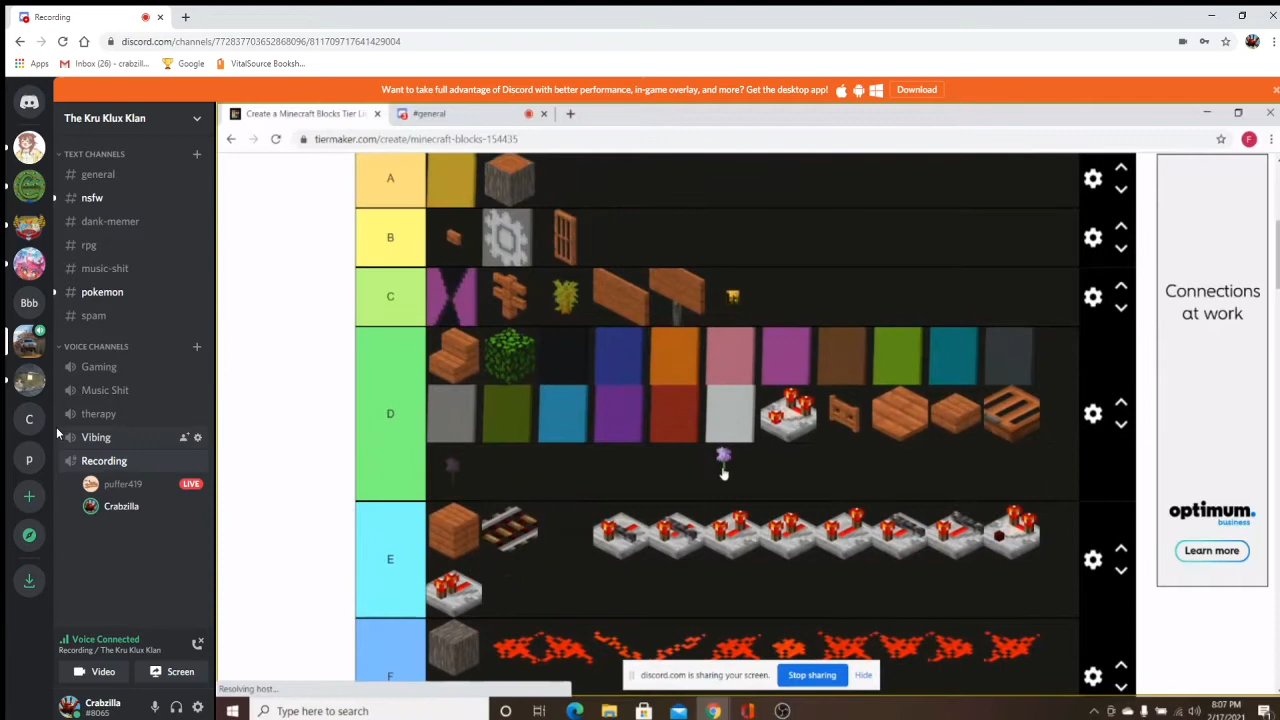 Recording
discord.com/channels/772837703652868096/811097176414​29004
Apps
Inbox (26) - crabzill...
Google
VitalSource Booksh...
Want to take full advantage of Discord with better performance, in-game overlay, and more? Get the desktop app!
Download
The Kru Klux Klan
TEXT CHANNELS
# general
# nsfw
# dank-memer
# rpg
# music-shit
# pokemon
# spam
VOICE CHANNELS
Gaming
Music Shit
therapy
Vibing
Recording
puffer419
LIVE
Crabzilla
Bbb
C
p
Voice Connected
Recording / The Kru Klux Klan
Video
Screen
Crabzilla
#8065
Create a Minecraft Blocks Tier Li
#general
tiermaker.com/create/minecraft-blocks-154435
F
A
B
C
D
E
F
Connections
at work
optimum.
business
Learn more
discord.com is sharing your screen.
Stop sharing
Hide
Resolving host...
Type here to search
8:07 PM
2/17/2021